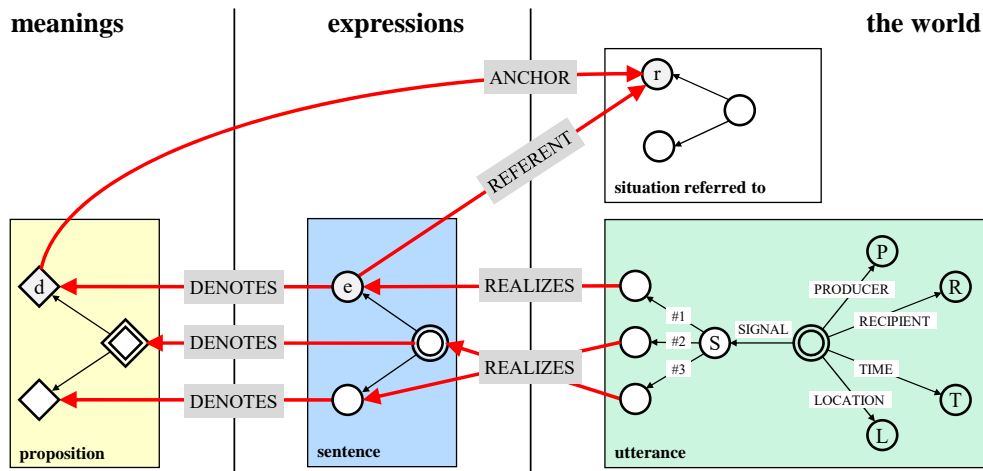 meanings
expressions
the world
ANCHOR
r
REFERENT
situation referred to
d
DENOTES
e
REALIZES
P
PRODUCER
R
RECIPIENT
#1
SIGNAL
DENOTES
#2
S
#3
REALIZES
TIME
LOCATION
T
DENOTES
L
proposition
sentence
utterance